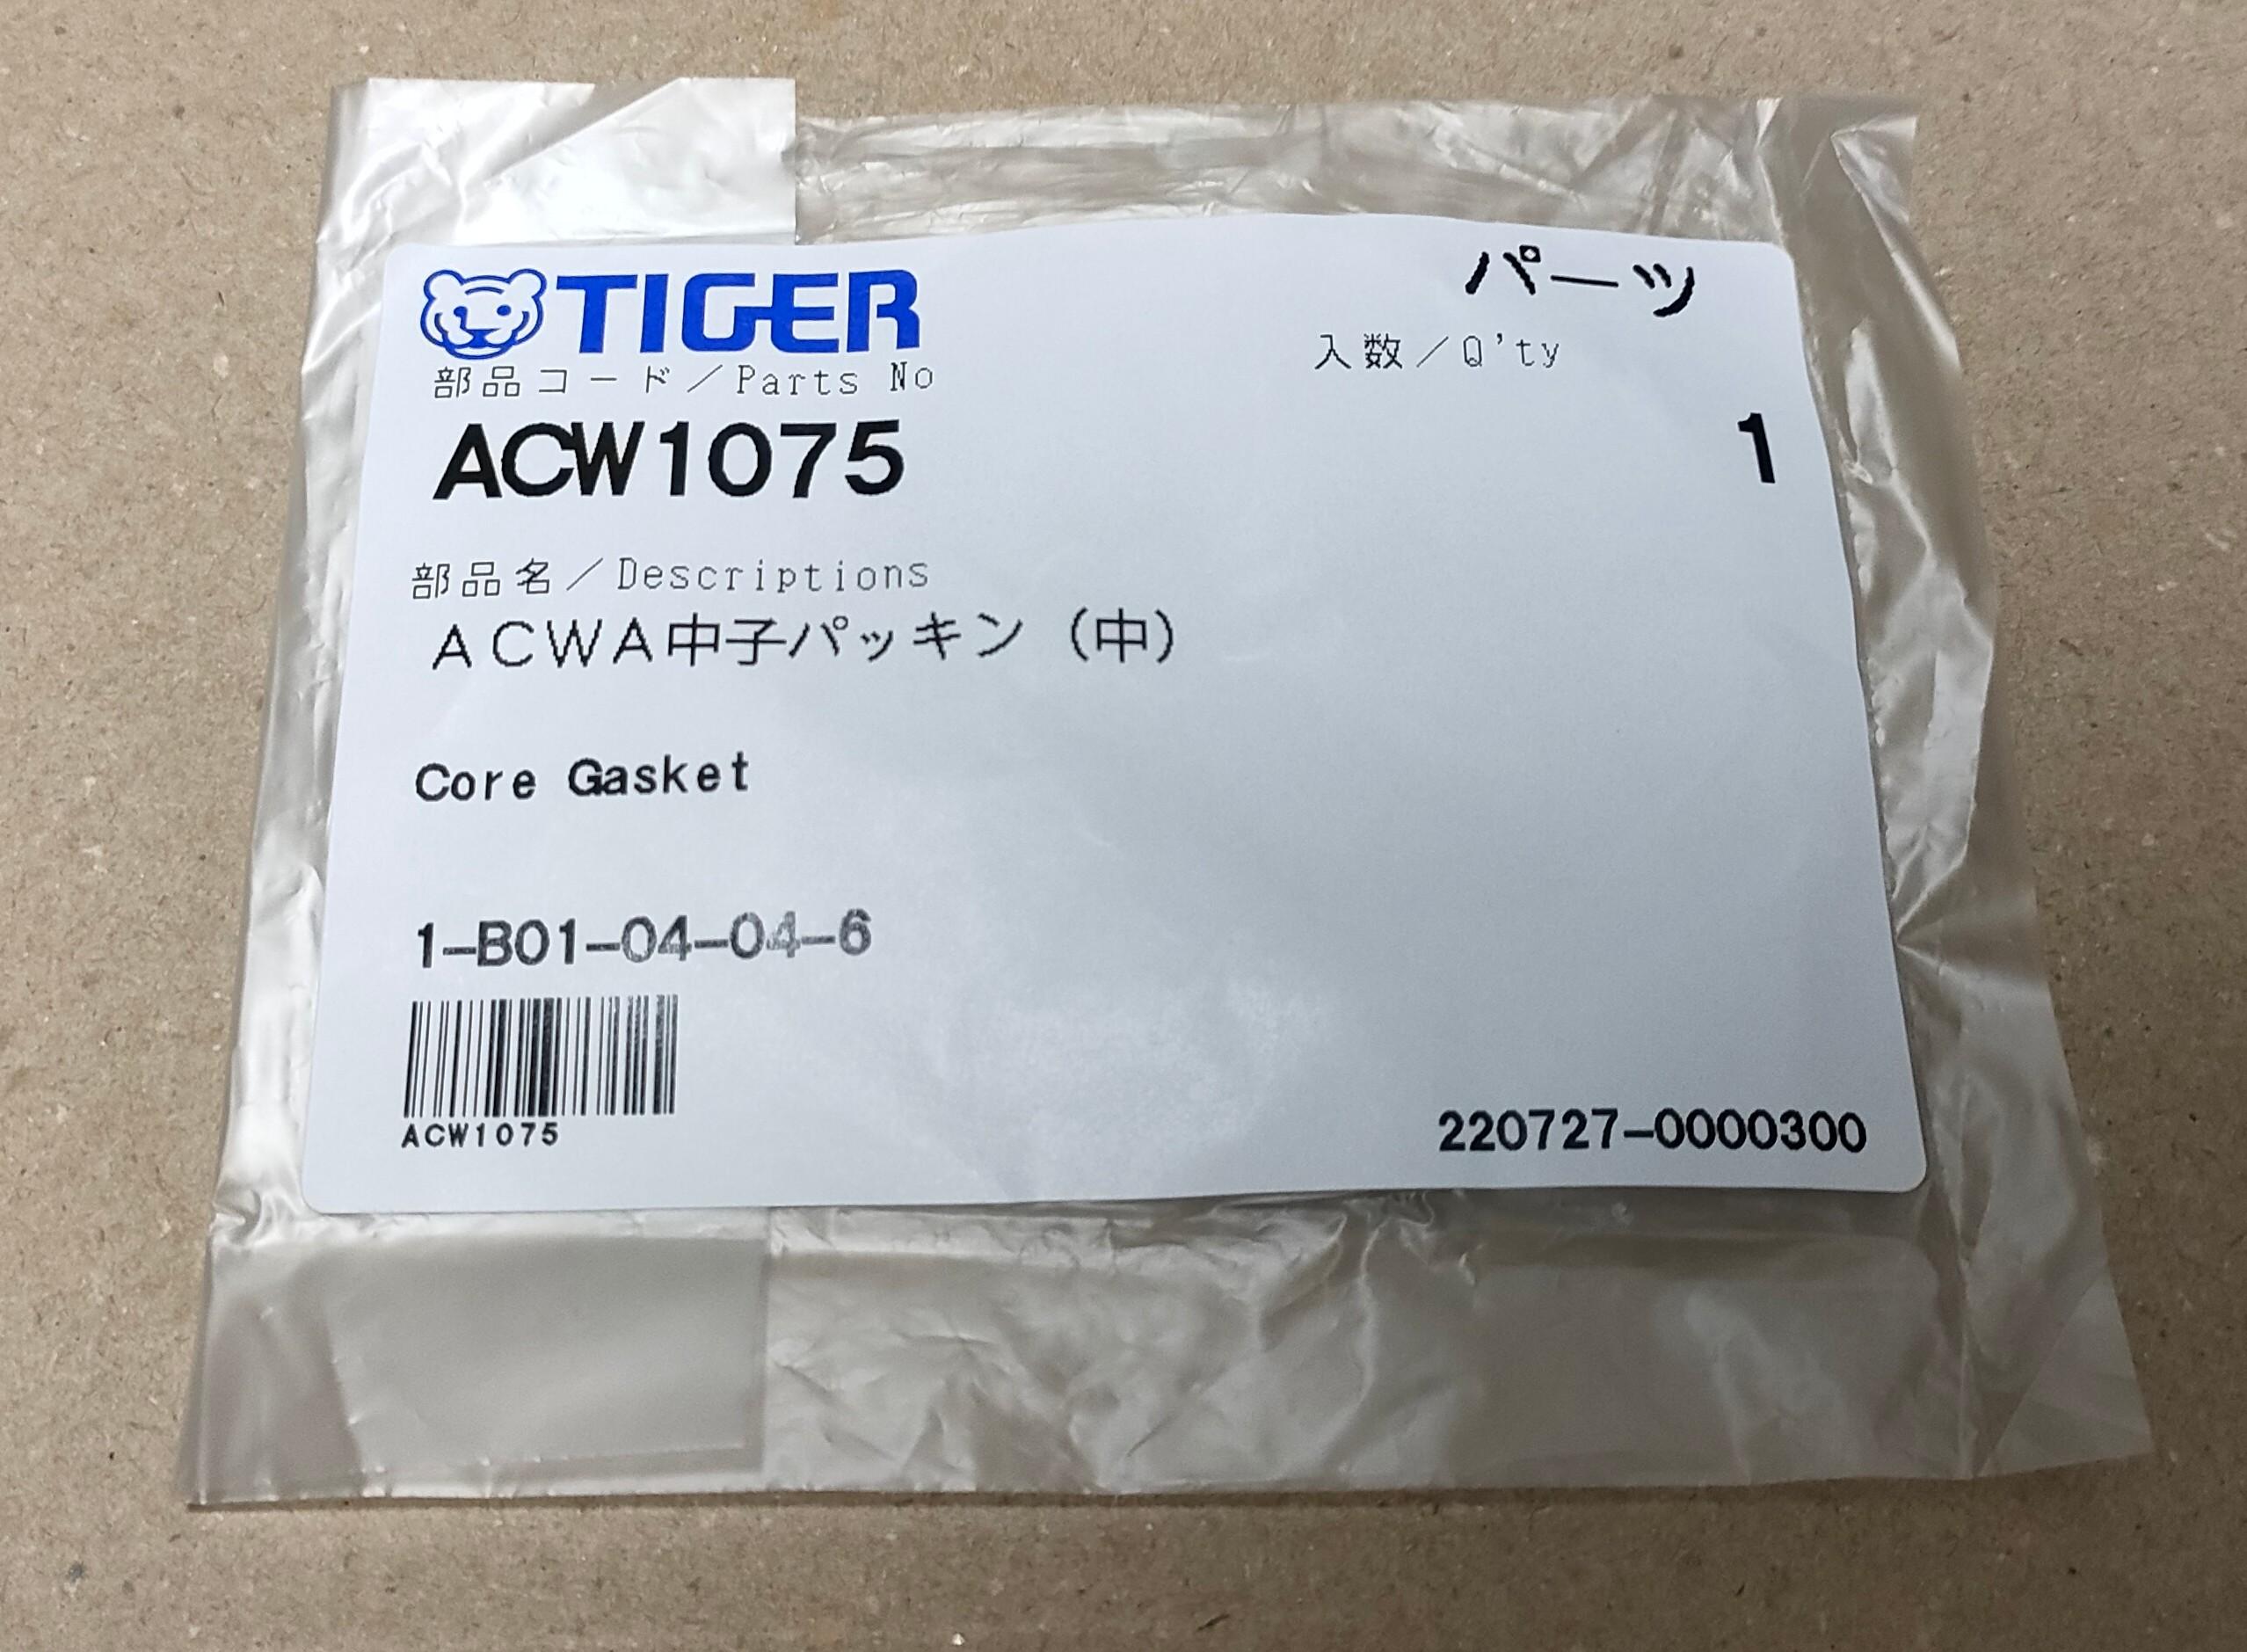 TIGER
パーツ
部品コード／Parts No
入数／Q'ty
ACW1075
1
部品名／Descriptions
ＡＣＷＡ中子パッキン（中）
Core Gasket
1-B01-04-04-6
ACW1075
220727-0000300